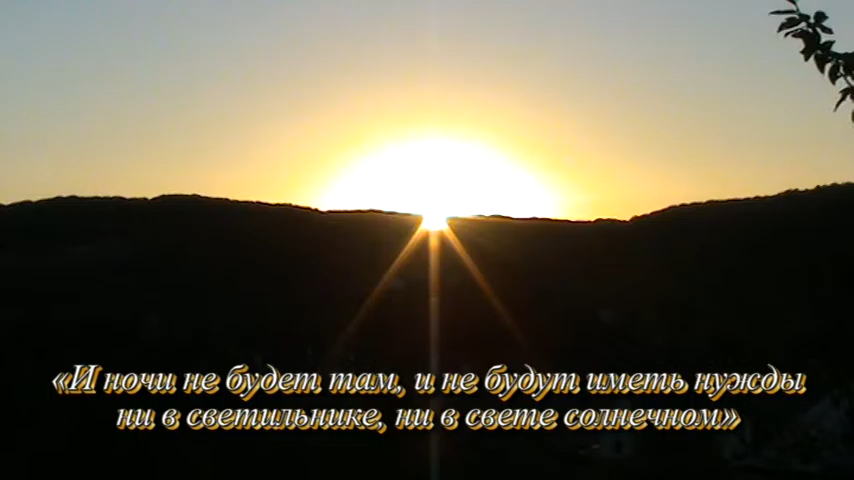 «И ночи не будет там, и не будут иметь нужды
ни в светильнике, ни в свете солнечном»